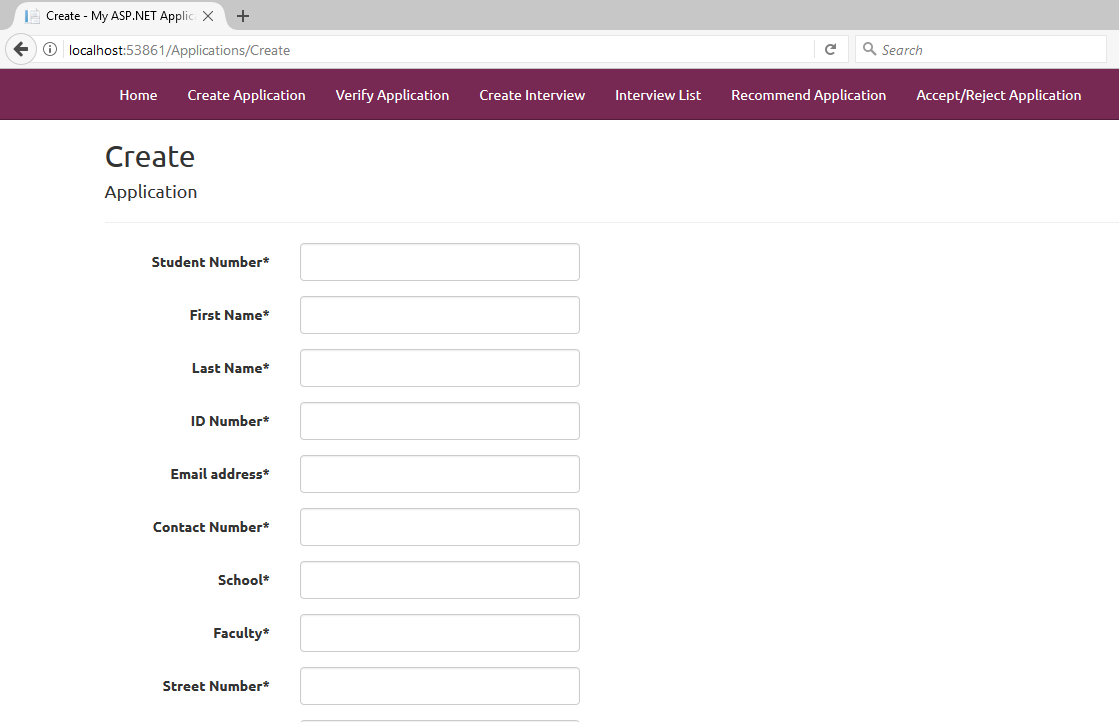 Create - My ASP.NET Applic
localhost:53861/Applications/Create
Search
Home Create Application Verify Application Create Interview Interview List Recommend Application Accept/Reject Application
Create
Application
Student Number*
First Name*
Last Name*
ID Number*
Email address*
Contact Number*
School*
Faculty*
Street Number*